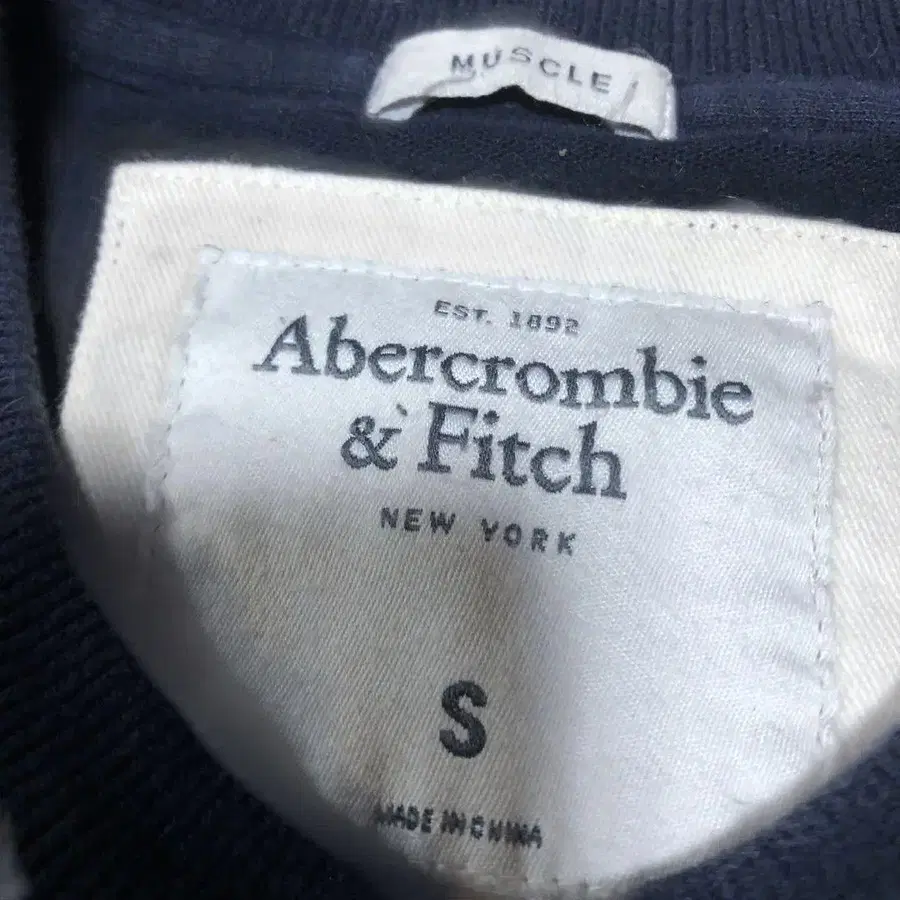 MUSCLE
EST. 1892
Abercrombie
& Fitch
NEW YORK
S
MADE IN CHINA